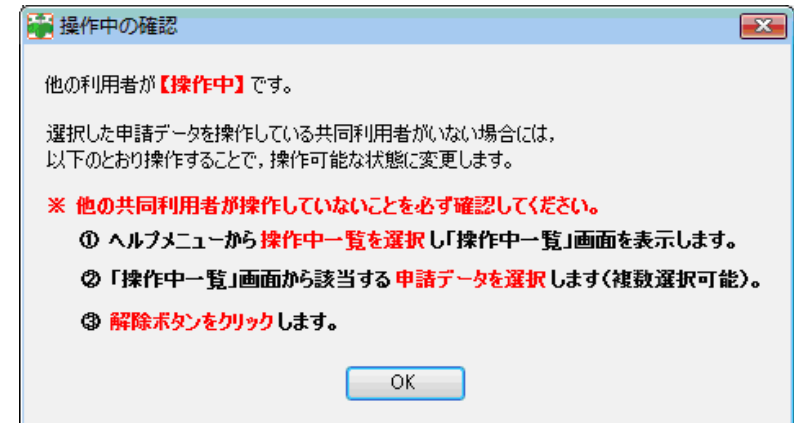 操作中の確認
他の利用者が【操作中】です。
選択した申請データを操作している共同利用者がいない場合には,
以下のとおり操作することで,操作可能な状態に変更します。
※ 他の共同利用者が操作していないことを必ず確認してください。
① ヘルプメニューから操作中一覧を選択し「操作中一覧」画面を表示します。
②「操作中一覧」画面から該当する申請データを選択します(複数選択可能)。
③ 解除ボタンをクリックします。
OK